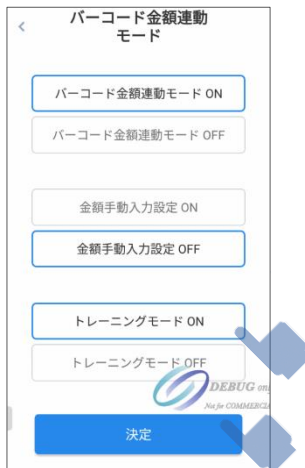 バーコード金額連動
モード
バーコード金額連動モード ON
バーコード金額連動モード OFF
金額手動入力設定 ON
金額手動入力設定 OFF
トレーニングモード ON
トレーニングモード OFF
DEBUG on
Not for COMMERCIA
決定